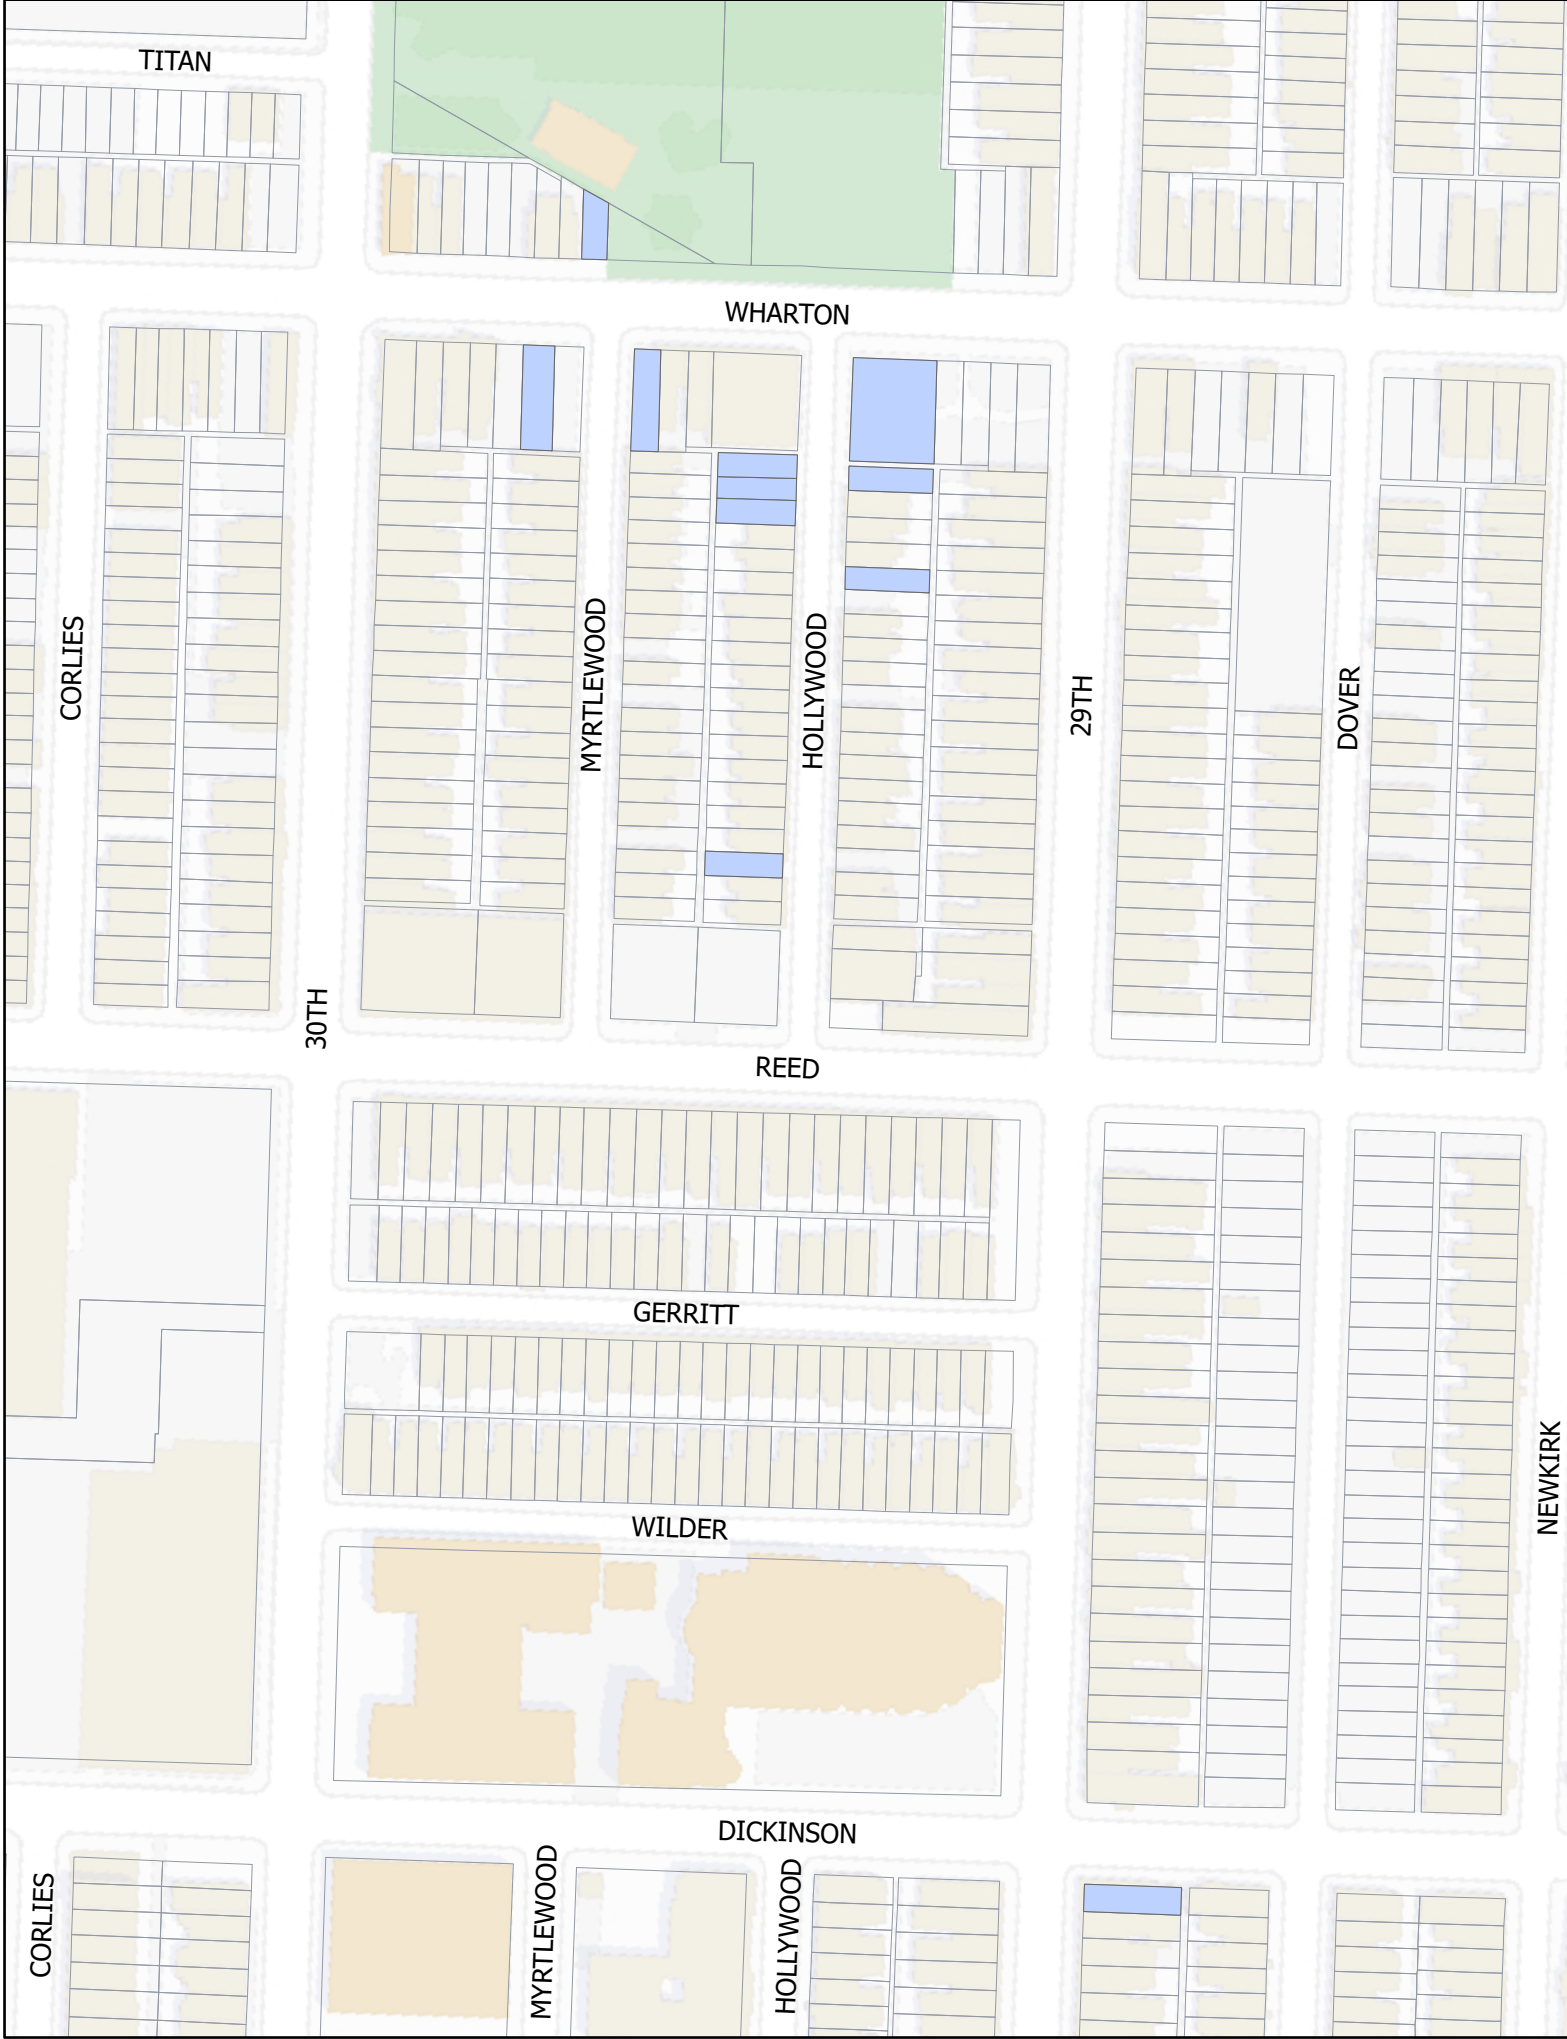 TITAN
WHARTON
CORLIES
MYRTLEWOOD
HOLLYWOOD
29TH
DOVER
30TH
REED
GERRITT
NEWKIRK
WILDER
DICKINSON
CORLIES
MYRTLEWOOD
HOLLYWOOD